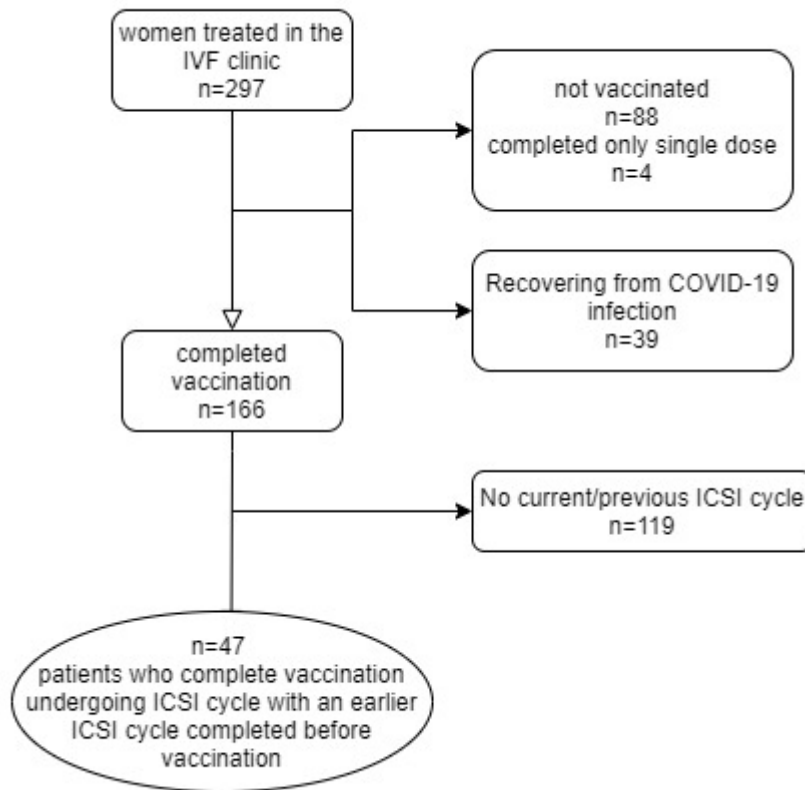 women treated in the
IVF clinic
n=297
not vaccinated
n=88
completed only single dose
n=4
Recovering from COVID-19
infection
n=39
completed
vaccination
n=166
No current/previous ICSI cycle
n=119
n=47
patients who complete vaccination
undergoing ICSI cycle with an earlier
ICSI cycle completed before
vaccination